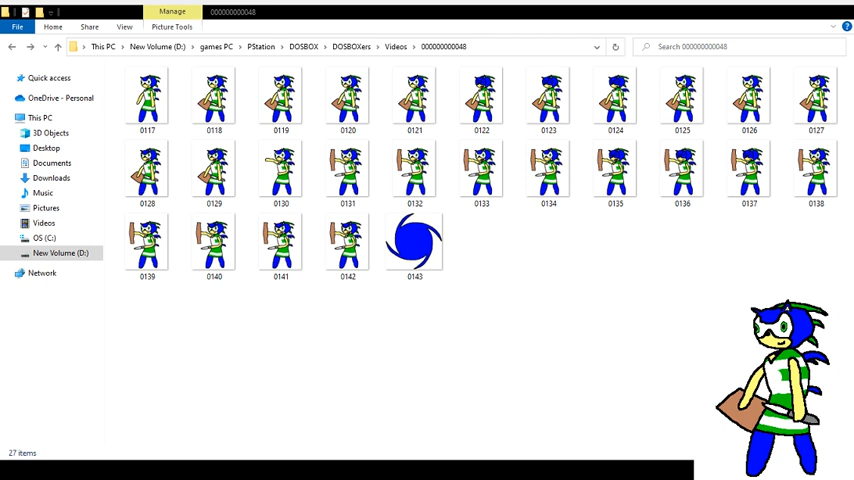 Manage
000000000048
File
Home
Share
View
Picture Tools
This PC
New Volume (D:)
games PC
PStation
DOSBOX
DOSBOXers
Videos
000000000048
Search 000000000048
Quick access
OneDrive - Personal
This PC
3D Objects
Desktop
Documents
Downloads
Music
Pictures
Videos
OS (C:)
New Volume (D:)
Network
0117 0118 0119 0120 0121 0122 0123 0124 0125 0126 0127
0128 0129 0130 0131 0132 0133 0134 0135 0136 0137 0138
0139 0140 0141 0142 0143
27 items